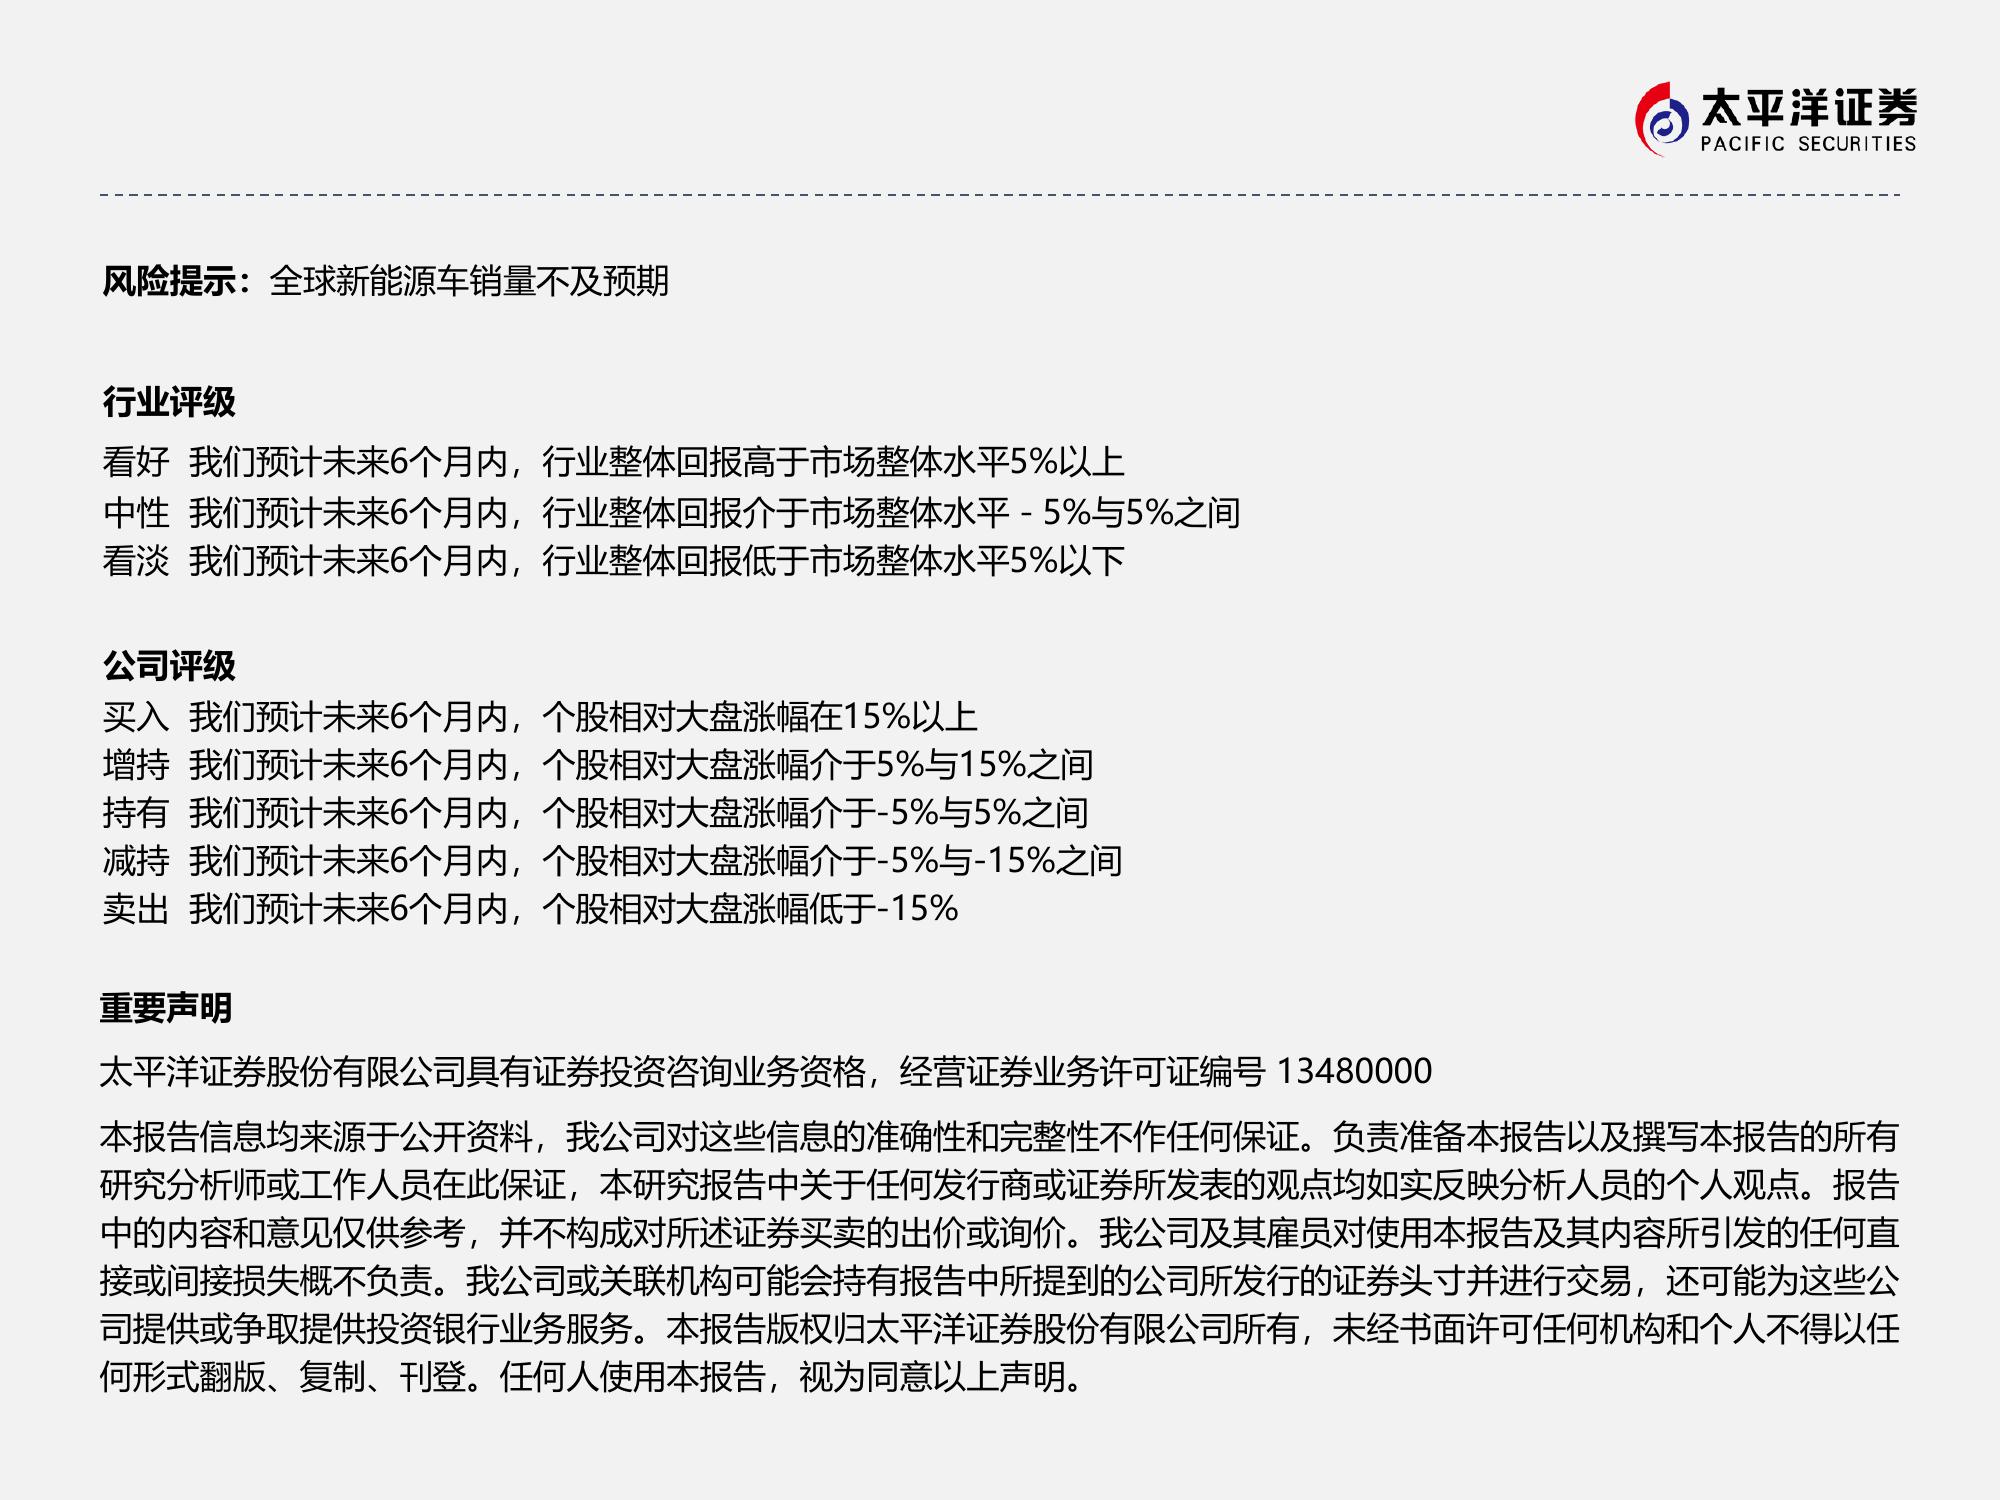 太平洋证券
PACIFIC SECURITIES
风险提示：全球新能源车销量不及预期
行业评级
看好 我们预计未来6个月内，行业整体回报高于市场整体水平5%以上
中性 我们预计未来6个月内，行业整体回报介于市场整体水平－5%与5%之间
看淡 我们预计未来6个月内，行业整体回报低于市场整体水平5%以下
公司评级
买入 我们预计未来6个月内，个股相对大盘涨幅在15%以上
增持 我们预计未来6个月内，个股相对大盘涨幅介于5%与15%之间
持有 我们预计未来6个月内，个股相对大盘涨幅介于-5%与5%之间
减持 我们预计未来6个月内，个股相对大盘涨幅介于-5%与-15%之间
卖出 我们预计未来6个月内，个股相对大盘涨幅低于-15%
重要声明
太平洋证券股份有限公司具有证券投资咨询业务资格，经营证券业务许可证编号 13480000
本报告信息均来源于公开资料，我公司对这些信息的准确性和完整性不作任何保证。负责准备本报告以及撰写本报告的所有
研究分析师或工作人员在此保证，本研究报告中关于任何发行商或证券所发表的观点均如实反映分析人员的个人观点。报告
中的内容和意见仅供参考，并不构成对所述证券买卖的出价或询价。我公司及其雇员对使用本报告及其内容所引发的任何直
接或间接损失概不负责。我公司或关联机构可能会持有报告中所提到的公司所发行的证券头寸并进行交易，还可能为这些公
司提供或争取提供投资银行业务服务。本报告版权归太平洋证券股份有限公司所有，未经书面许可任何机构和个人不得以任
何形式翻版、复制、刊登。任何人使用本报告，视为同意以上声明。